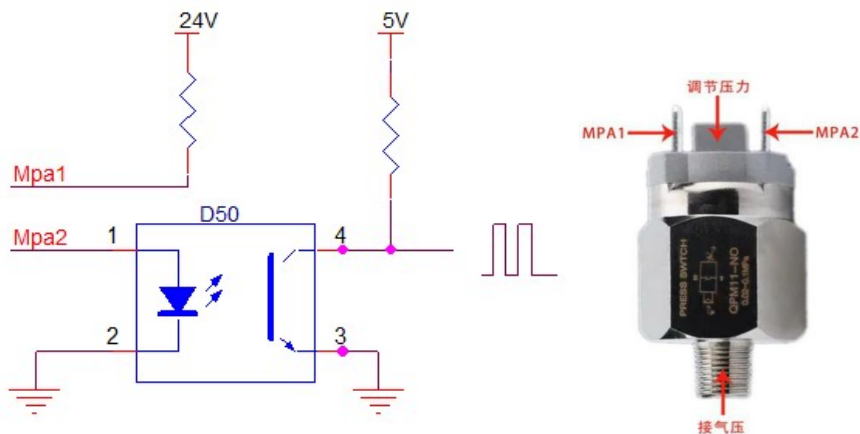 24V
5V
Mpa1
Mpa2
D50
1
4
2
3
调节压力
MPA1
MPA2
PRESS SWTCH
QPM11-NO
0.02~0.1MPa
接气压